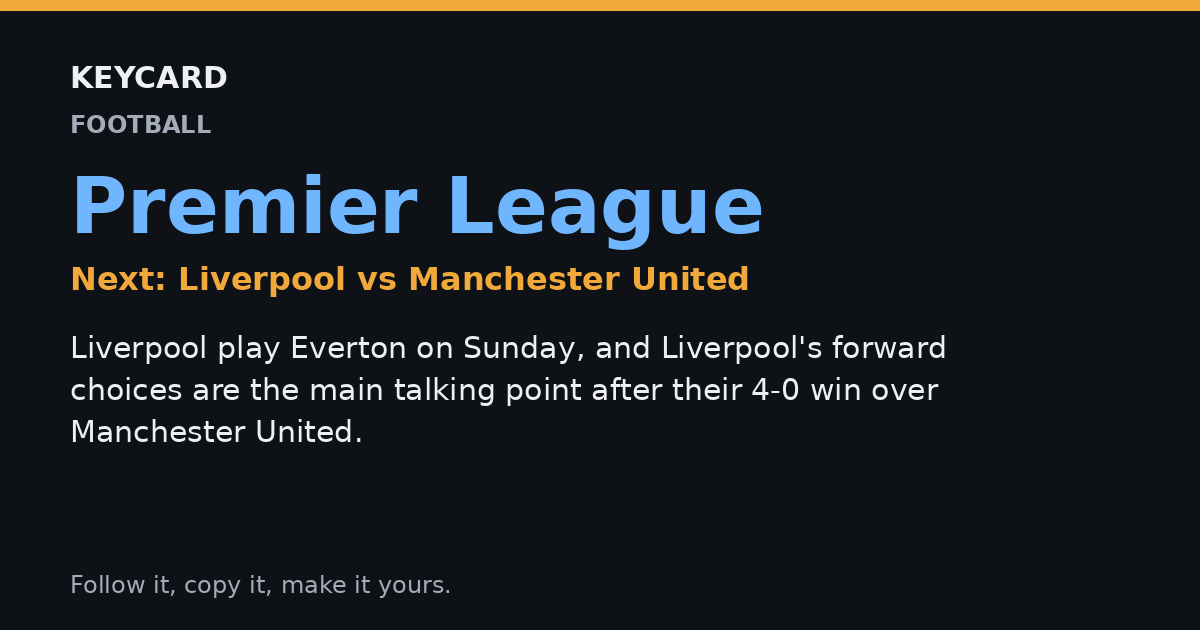 KEYCARD
FOOTBALL
Premier League
Next: Liverpool vs Manchester United
Liverpool play Everton on Sunday, and Liverpool's forward
choices are the main talking point after their 4-0 win over
Manchester United.
Follow it, copy it, make it yours.